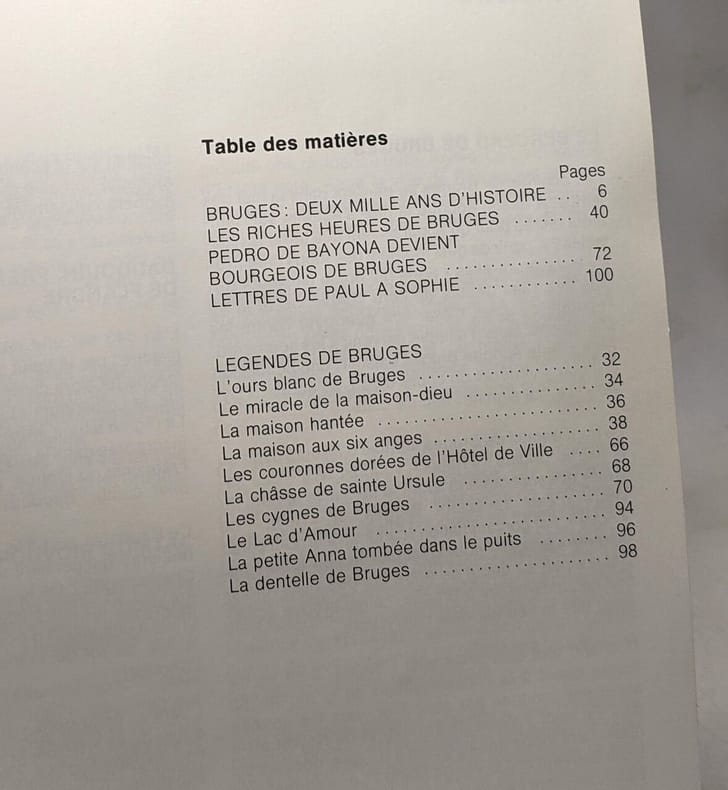 Table des matières
Pages
BRUGES : DEUX MILLE ANS D'HISTOIRE . . 6
LES RICHES HEURES DE BRUGES . . . . . . . 40
PEDRO DE BAYONA DEVIENT
BOURGEOIS DE BRUGES . . . . . . . . . . . . . . . 72
LETTRES DE PAUL A SOPHIE . . . . . . . . . . . . 100
LEGENDES DE BRUGES
L'ours blanc de Bruges . . . . . . . . . . . . . . . . . . . . 32
Le miracle de la maison-dieu . . . . . . . . . . . . . . . 34
La maison hantée . . . . . . . . . . . . . . . . . . . . . . . . . 36
La maison aux six anges . . . . . . . . . . . . . . . . . . . 38
Les couronnes dorées de l'Hôtel de Ville . . . . 66
La châsse de sainte Ursule . . . . . . . . . . . . . . . . 68
Les cygnes de Bruges . . . . . . . . . . . . . . . . . . . . 70
Le Lac d'Amour . . . . . . . . . . . . . . . . . . . . . . . . . . 94
La petite Anna tombée dans le puits . . . . . . . . 96
La dentelle de Bruges . . . . . . . . . . . . . . . . . . . . . 98